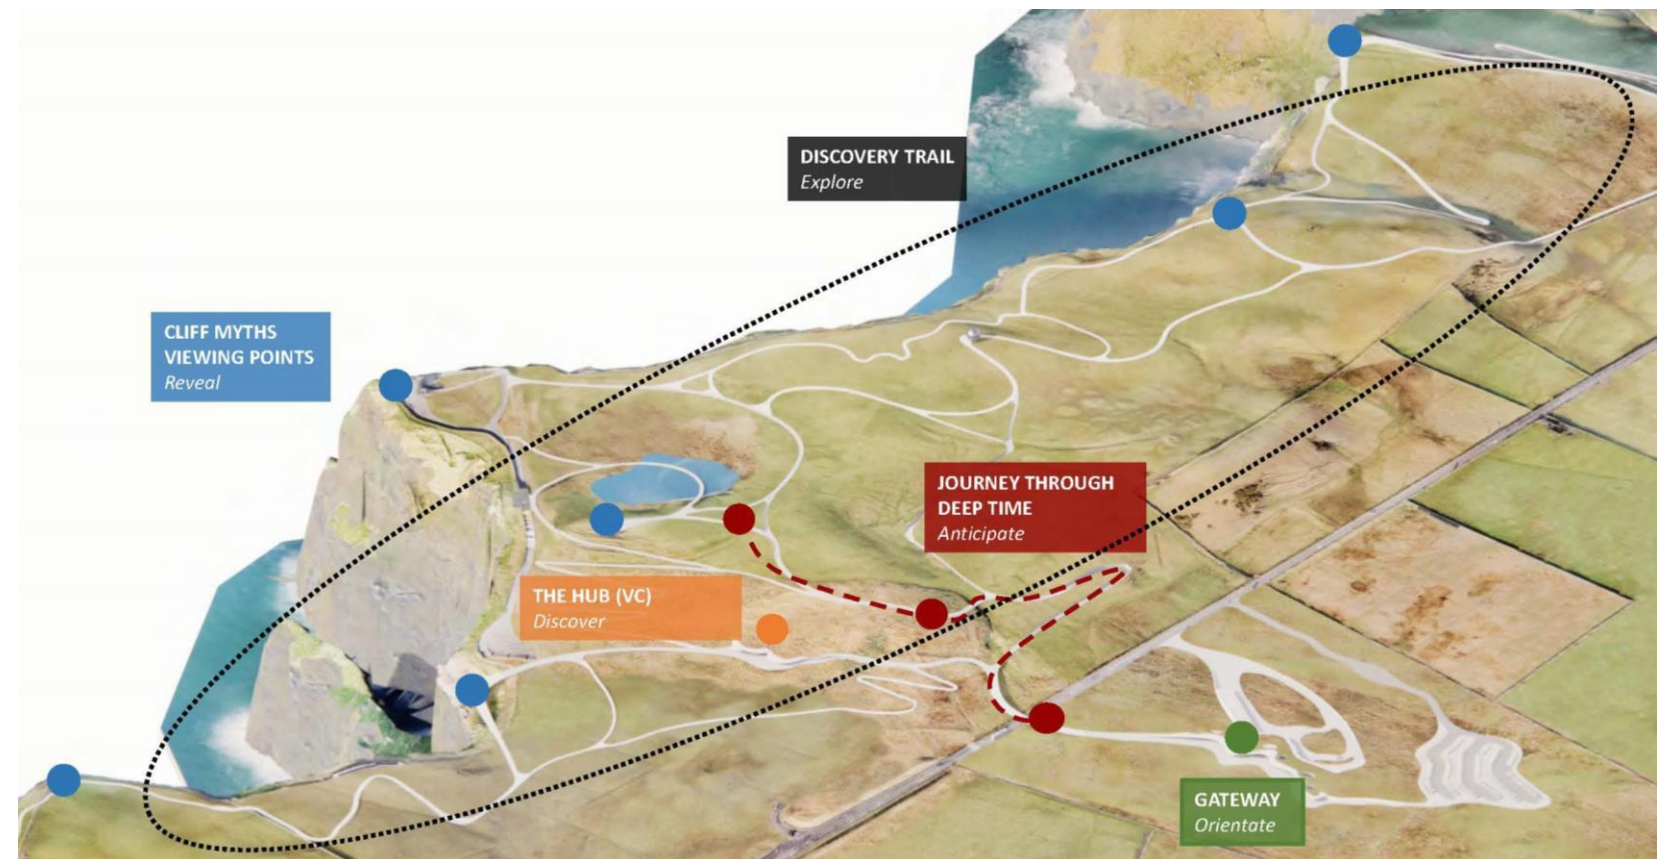 DISCOVERY TRAIL
Explore
CLIFF MYTHS
VIEWING POINTS
Reveal
JOURNEY THROUGH
DEEP TIME
Anticipate
THE HUB (VC)
Discover
GATEWAY
Orientate